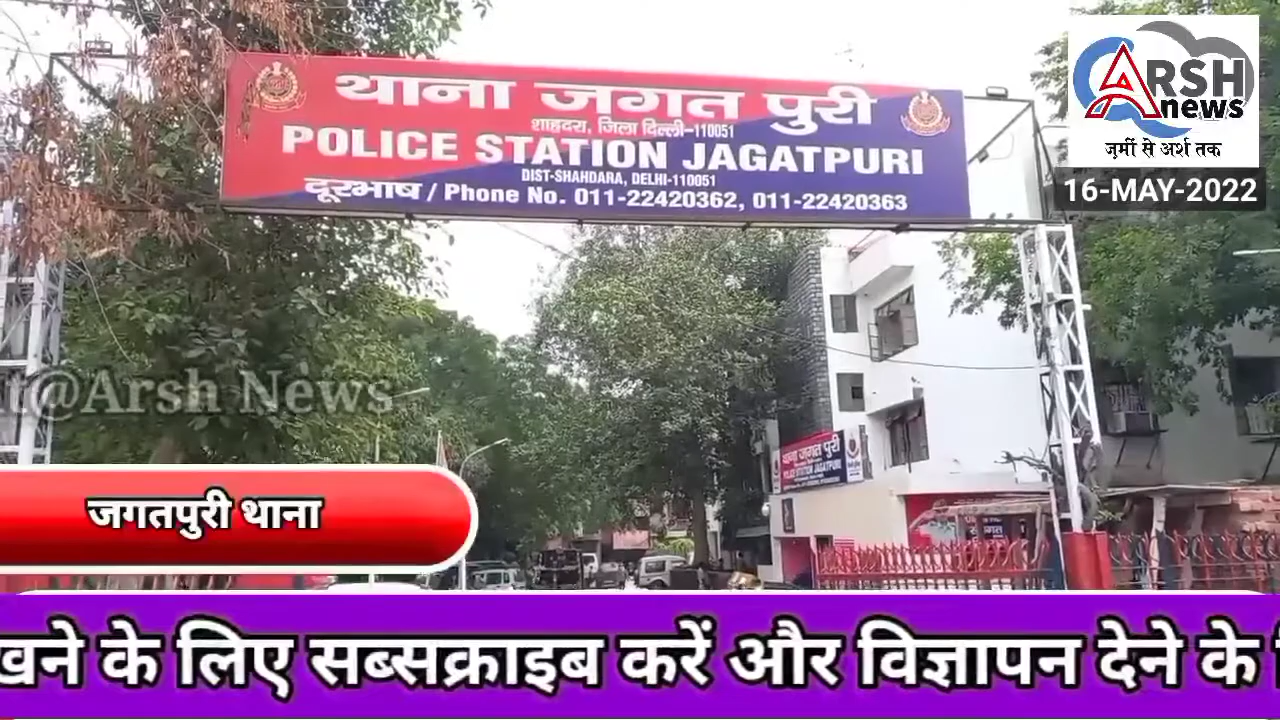 थाना जगत पुरी
शाहदरा, जिला दिल्ली-110051
POLICE STATION JAGATPURI
DIST-SHAHDARA, DELHI-110051
दूरभाष / Phone No. 011-22420362, 011-22420363
ARSH
news
ज़मीं से अर्श तक
16-MAY-2022
it@Arsh News
थाना जगत पुरी
POLICE STATION JAGATPURI
जगतपुरी थाना
खने के लिए सब्सक्राइब करें और विज्ञापन देने के